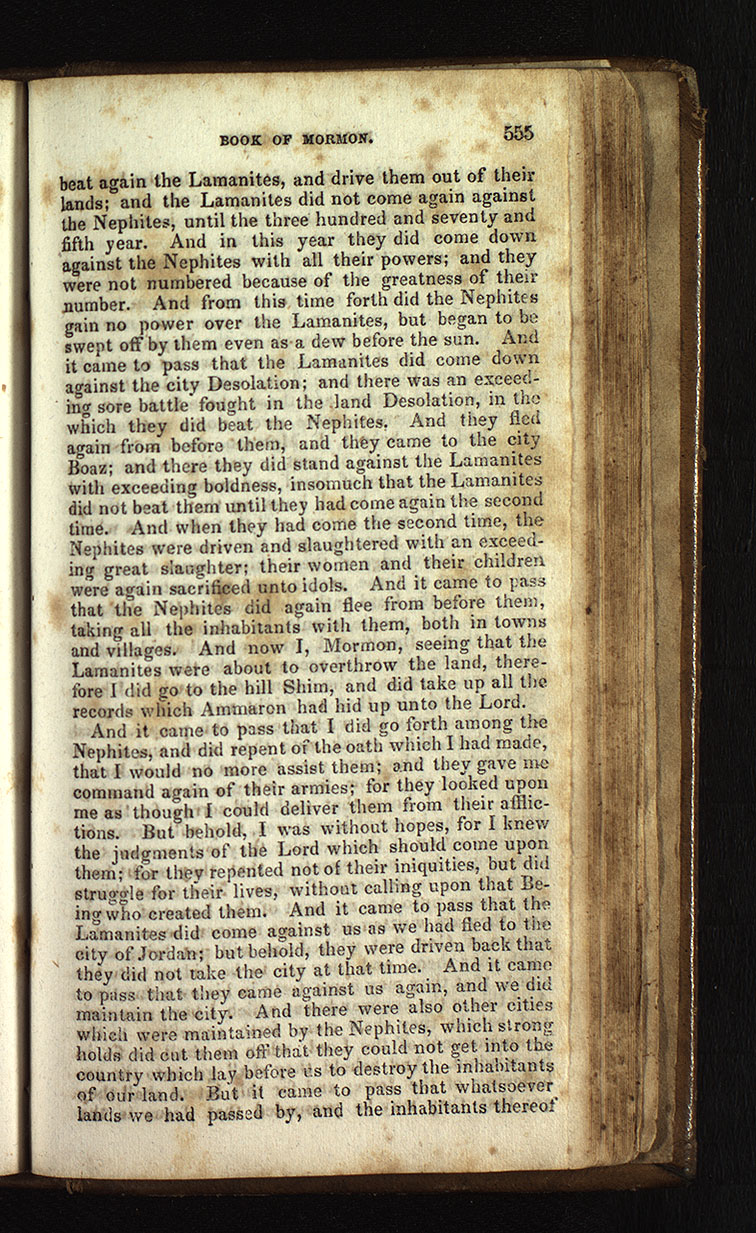 BOOK OF MORMON. 555
beat again the Lamanites, and drive them out of their
lands; and the Lamanites did not come again against
the Nephites, until the three hundred and seventy and
fifth year. And in this year they did come down
against the Nephites with all their powers; and they
were not numbered because of the greatness of their
number. And from this time forth did the Nephites
gain no power over the Lamanites, but began to be
swept off by them even as a dew before the sun. And
it came to pass that the Lamanites did come down
against the city Desolation; and there was an exceed-
ing sore battle fought in the land Desolation, in the
which they did beat the Nephites. And they fled
again from before them, and they came to the city
Boaz; and there they did stand against the Lamanites
with exceeding boldness, insomuch that the Lamanites
did not beat them until they had come again the second
time. And when they had come the second time, the
Nephites were driven and slaughtered with an exceed-
ing great slaughter; their women and their children
were again sacrificed unto idols. And it came to pass
that the Nephites did again flee from before them,
taking all the inhabitants with them, both in towns
and villages. And now I, Mormon, seeing that the
Lamanites were about to overthrow the land, there-
fore I did go to the hill Shim, and did take up all the
records which Ammaron had hid up unto the Lord.
And it came to pass that I did go forth among the
Nephites, and did repent of the oath which I had made,
that I would no more assist them; and they gave me
command again of their armies; for they looked upon
me as though I could deliver them from their afflic-
tions. But behold, I was without hopes, for I knew
the judgments of the Lord which should come upon
them; for they repented not of their iniquities, but did
struggle for their lives, without calling upon that Be-
ing who created them. And it came to pass that the
Lamanites did come against us as we had fled to the
city of Jordan; but behold, they were driven back that
they did not take the city at that time. And it came
to pass that they came against us again, and we did
maintain the city. And there were also other cities
which were maintained by the Nephites, which strong
holds did cut them off that they could not get into the
country which lay before us to destroy the inhabitants
of our land. But it came to pass that whatsoever
lands we had passed by, and the inhabitants thereof